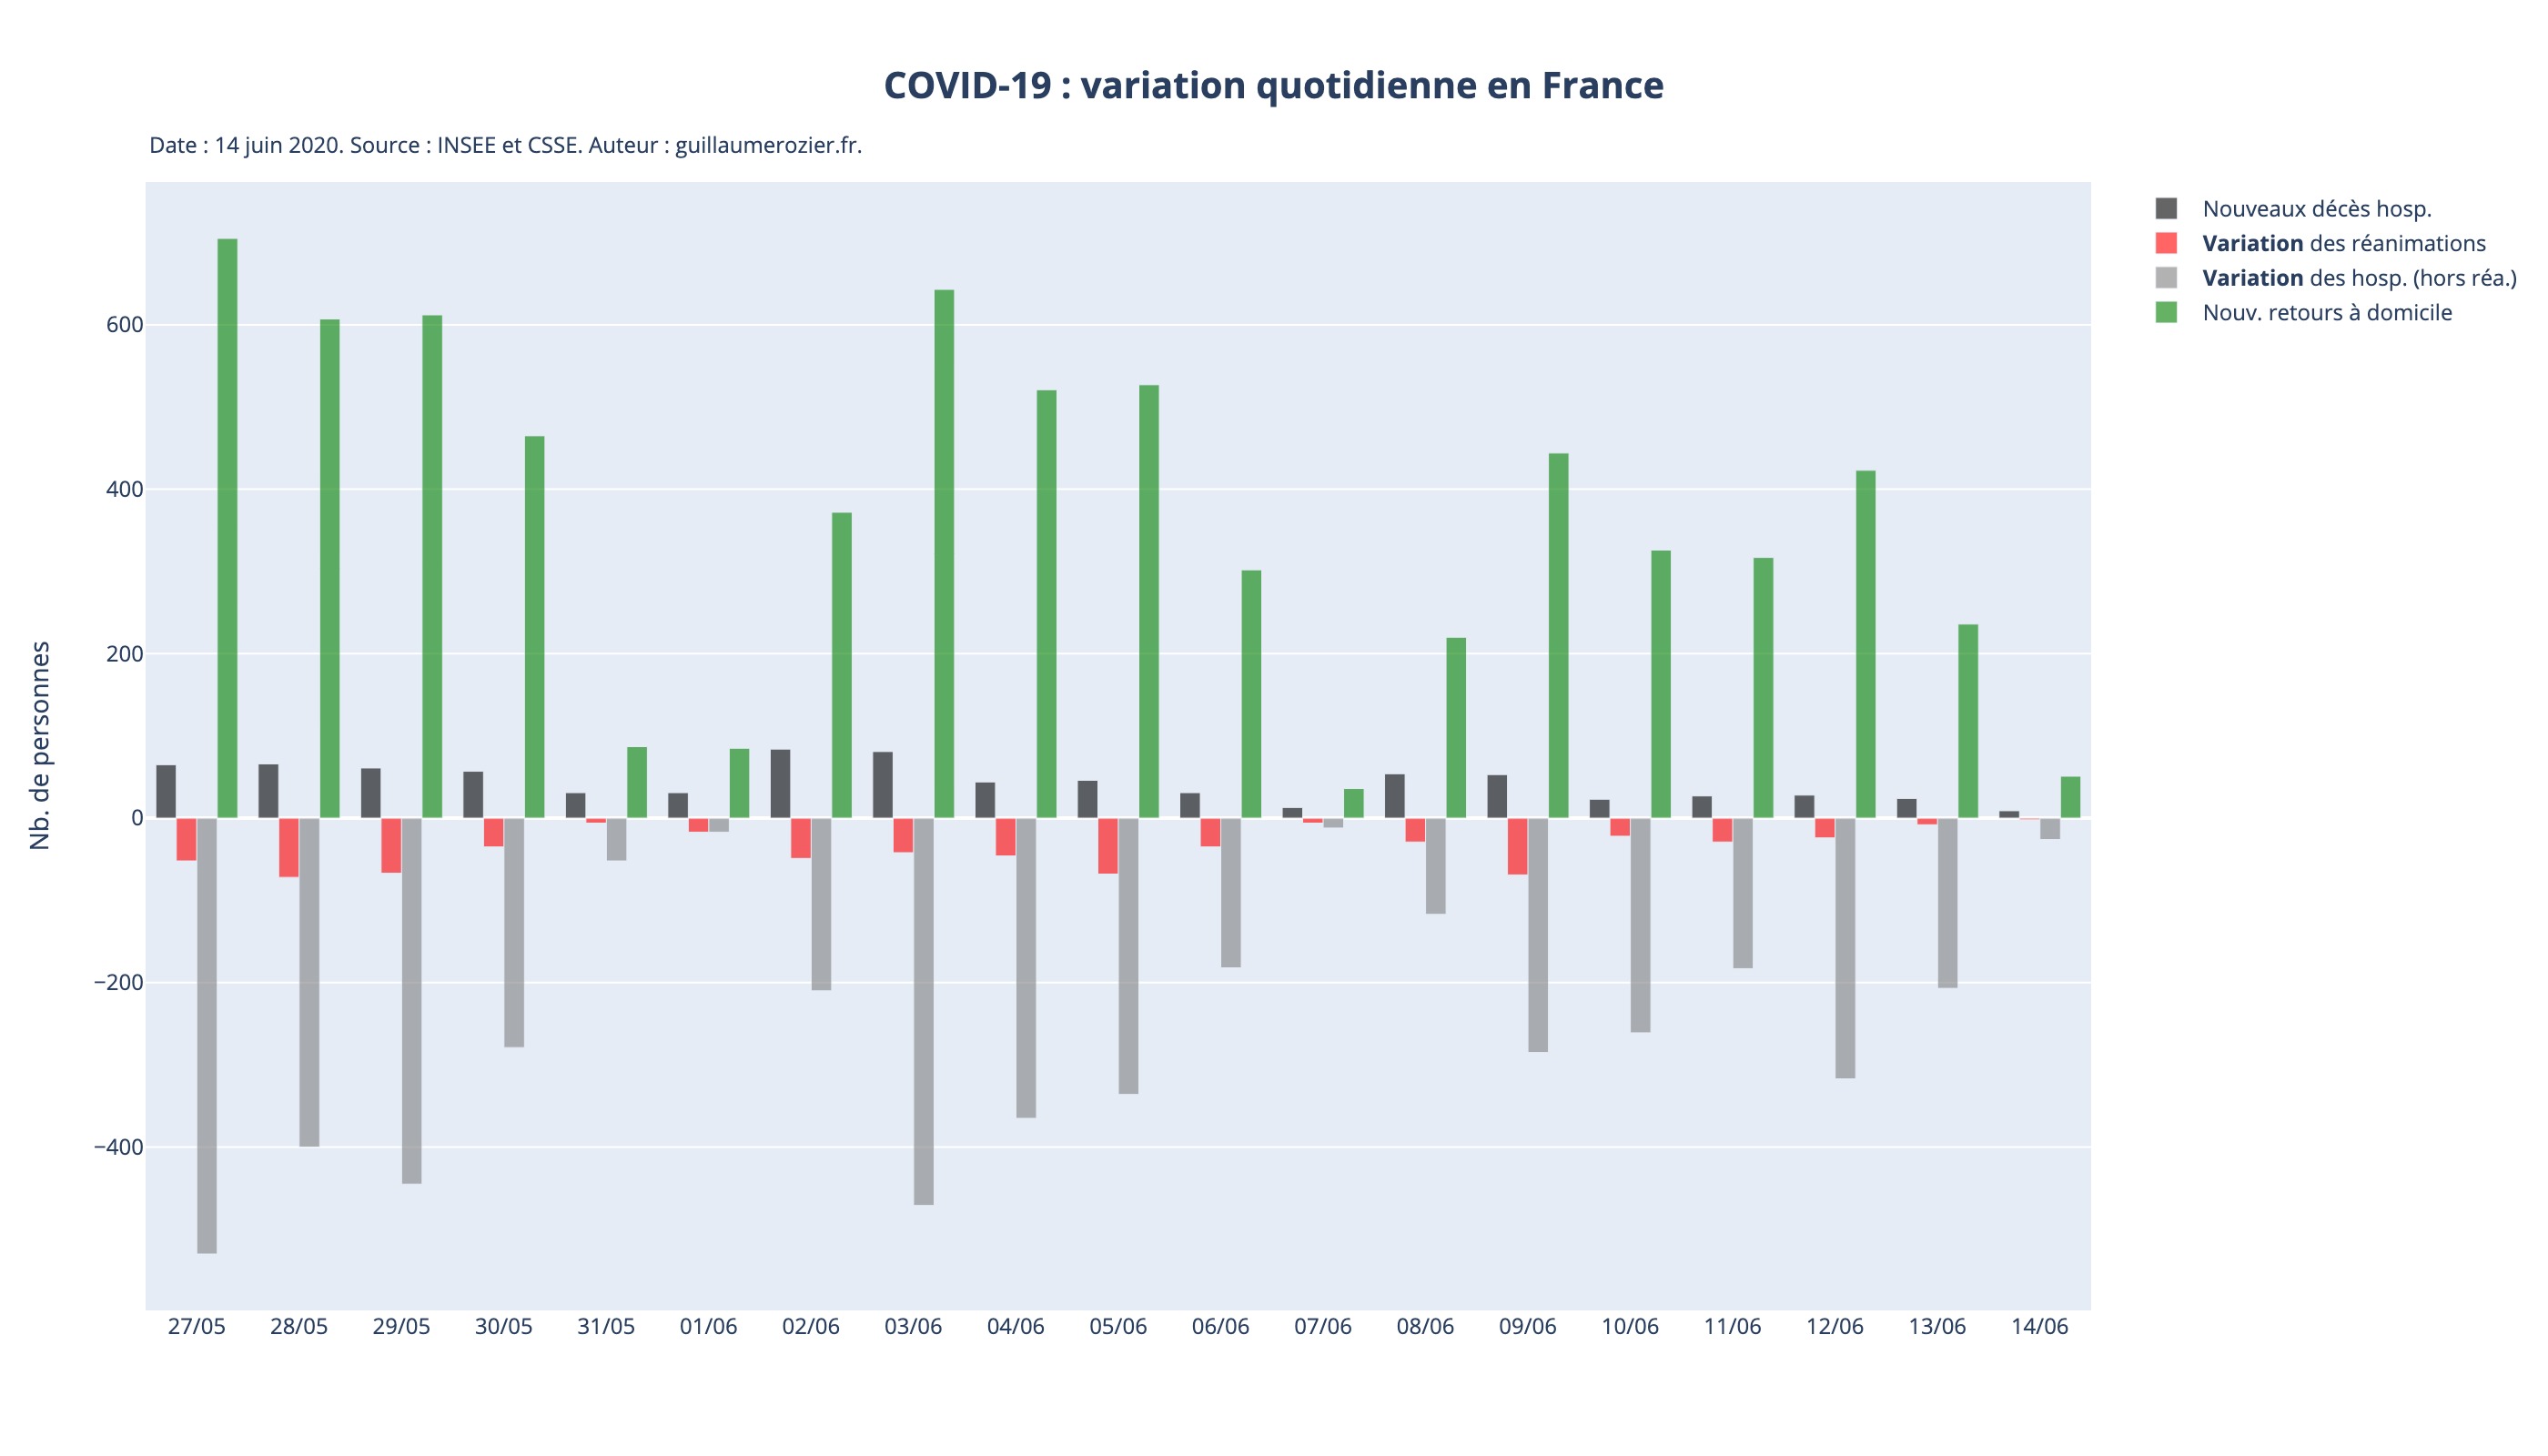 COVID-19 : variation quotidienne en France
Date : 14 juin 2020. Source : INSEE et CSSE. Auteur : guillaumerozier.fr.
Nouveaux décès hosp.
Variation des réanimations
Variation des hosp. (hors réa.)
Nouv. retours à domicile
Nb. de personnes
600
400
200
0
−200
−400
27/05 28/05 29/05 30/05 31/05 01/06 02/06 03/06 04/06 05/06 06/06 07/06 08/06 09/06 10/06 11/06 12/06 13/06 14/06